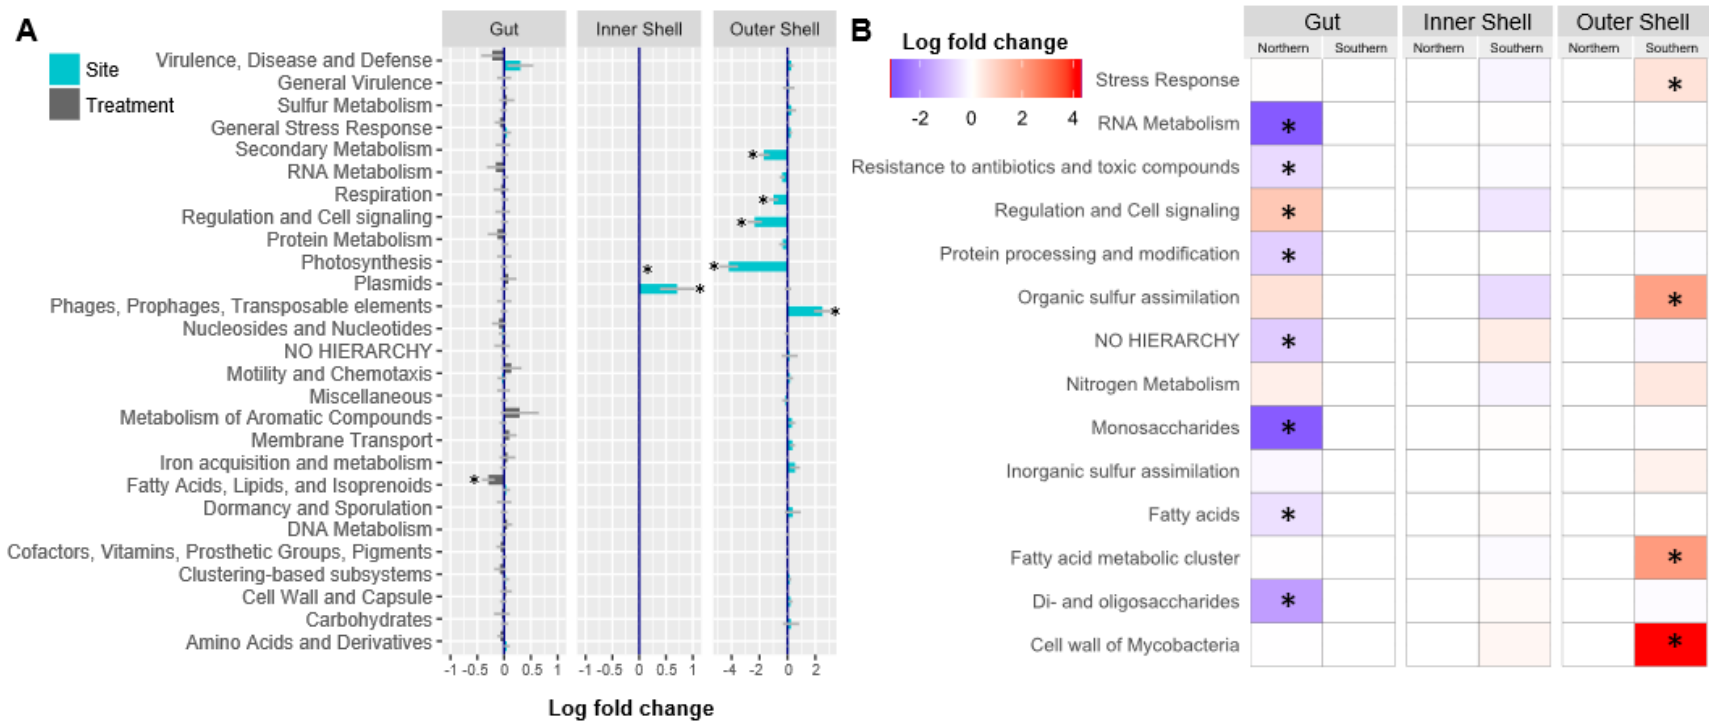 A
Site
Treatment
Gut
Inner Shell
Outer Shell
Virulence, Disease and Defense
General Virulence
Sulfur Metabolism
General Stress Response
Secondary Metabolism
RNA Metabolism
Respiration
Regulation and Cell signaling
Protein Metabolism
Photosynthesis
Plasmids
Phages, Prophages, Transposable elements
Nucleosides and Nucleotides
NO HIERARCHY
Motility and Chemotaxis
Miscellaneous
Metabolism of Aromatic Compounds
Membrane Transport
Iron acquisition and metabolism
Fatty Acids, Lipids, and Isoprenoids
Dormancy and Sporulation
DNA Metabolism
Cofactors, Vitamins, Prosthetic Groups, Pigments
Clustering-based subsystems
Cell Wall and Capsule
Carbohydrates
Amino Acids and Derivatives
* * * * * * * *
-1 -0.5 0 0.5 1
-1 -0.5 0 0.5 1
-4 -2 0 2
Log fold change
B
Log fold change
-2 0 2 4
Gut
Inner Shell
Outer Shell
Northern Southern
Northern Southern
Northern Southern
Stress Response *
RNA Metabolism *
Resistance to antibiotics and toxic compounds *
Regulation and Cell signaling *
Protein processing and modification *
Organic sulfur assimilation *
NO HIERARCHY *
Nitrogen Metabolism
Monosaccharides *
Inorganic sulfur assimilation
Fatty acids *
Fatty acid metabolic cluster *
Di- and oligosaccharides *
Cell wall of Mycobacteria *